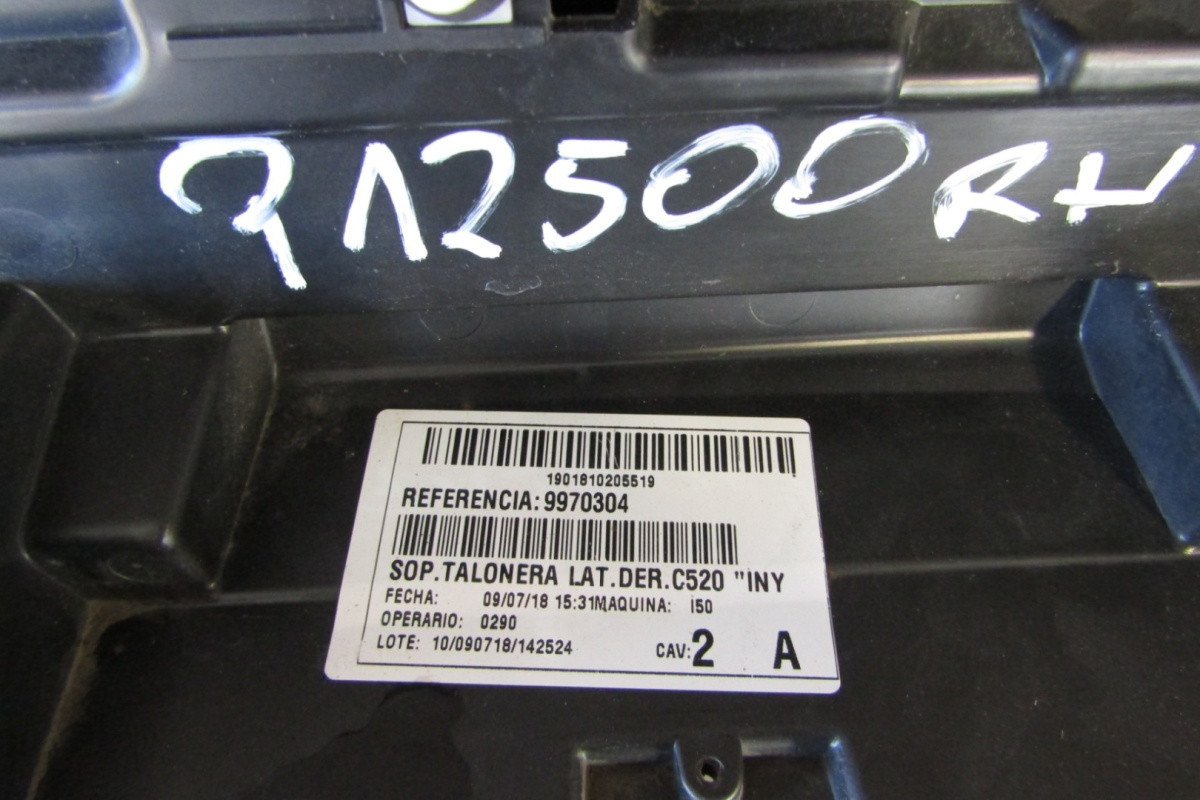 912500RH
1901810205519
REFERENCIA:9970304
SOP.TALONERA LAT.DER.C520 "INY
FECHA: 09/07/18 15:31MAQUINA: I50
OPERARIO: 0290
LOTE: 10/090718/142524
CAV:2 A